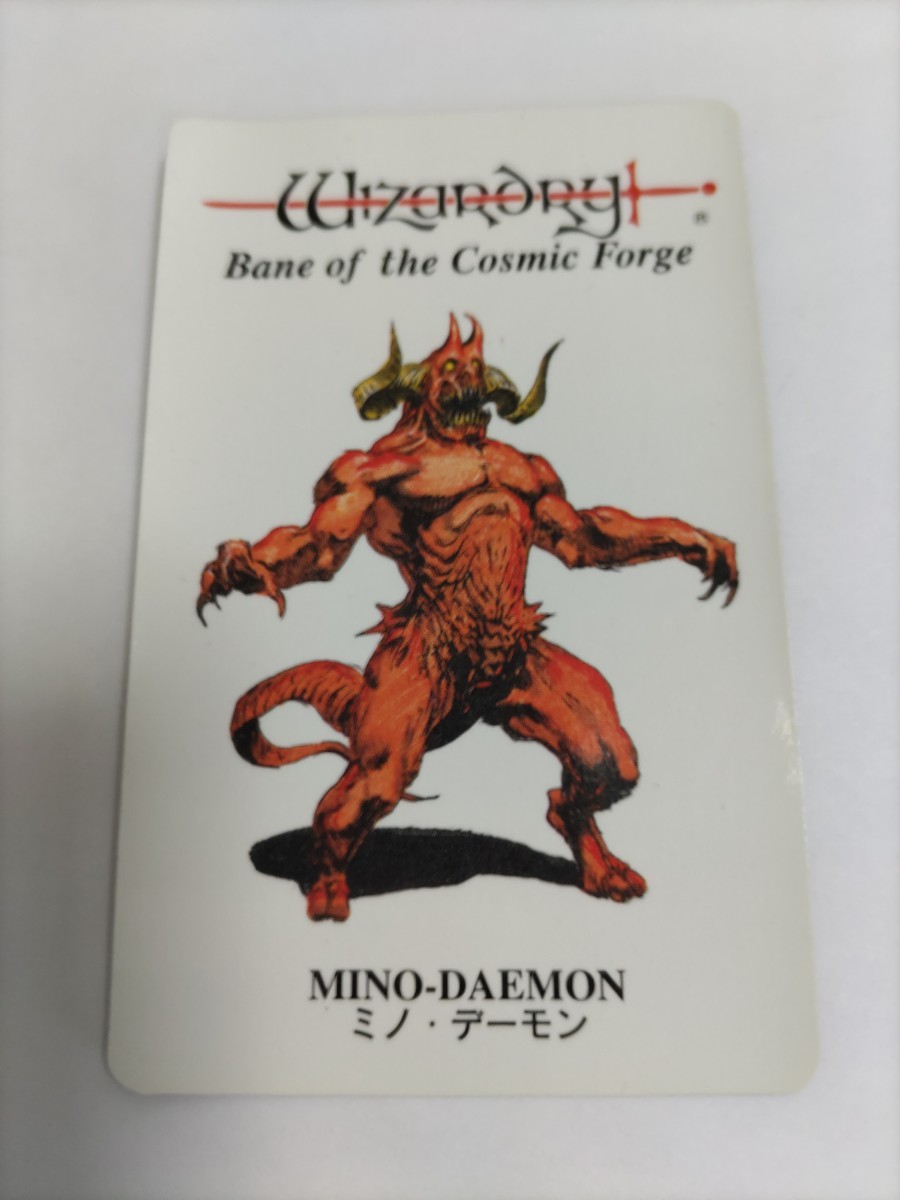 Wizardry®
Bane of the Cosmic Forge
MINO-DAEMON
ミノ・デーモン